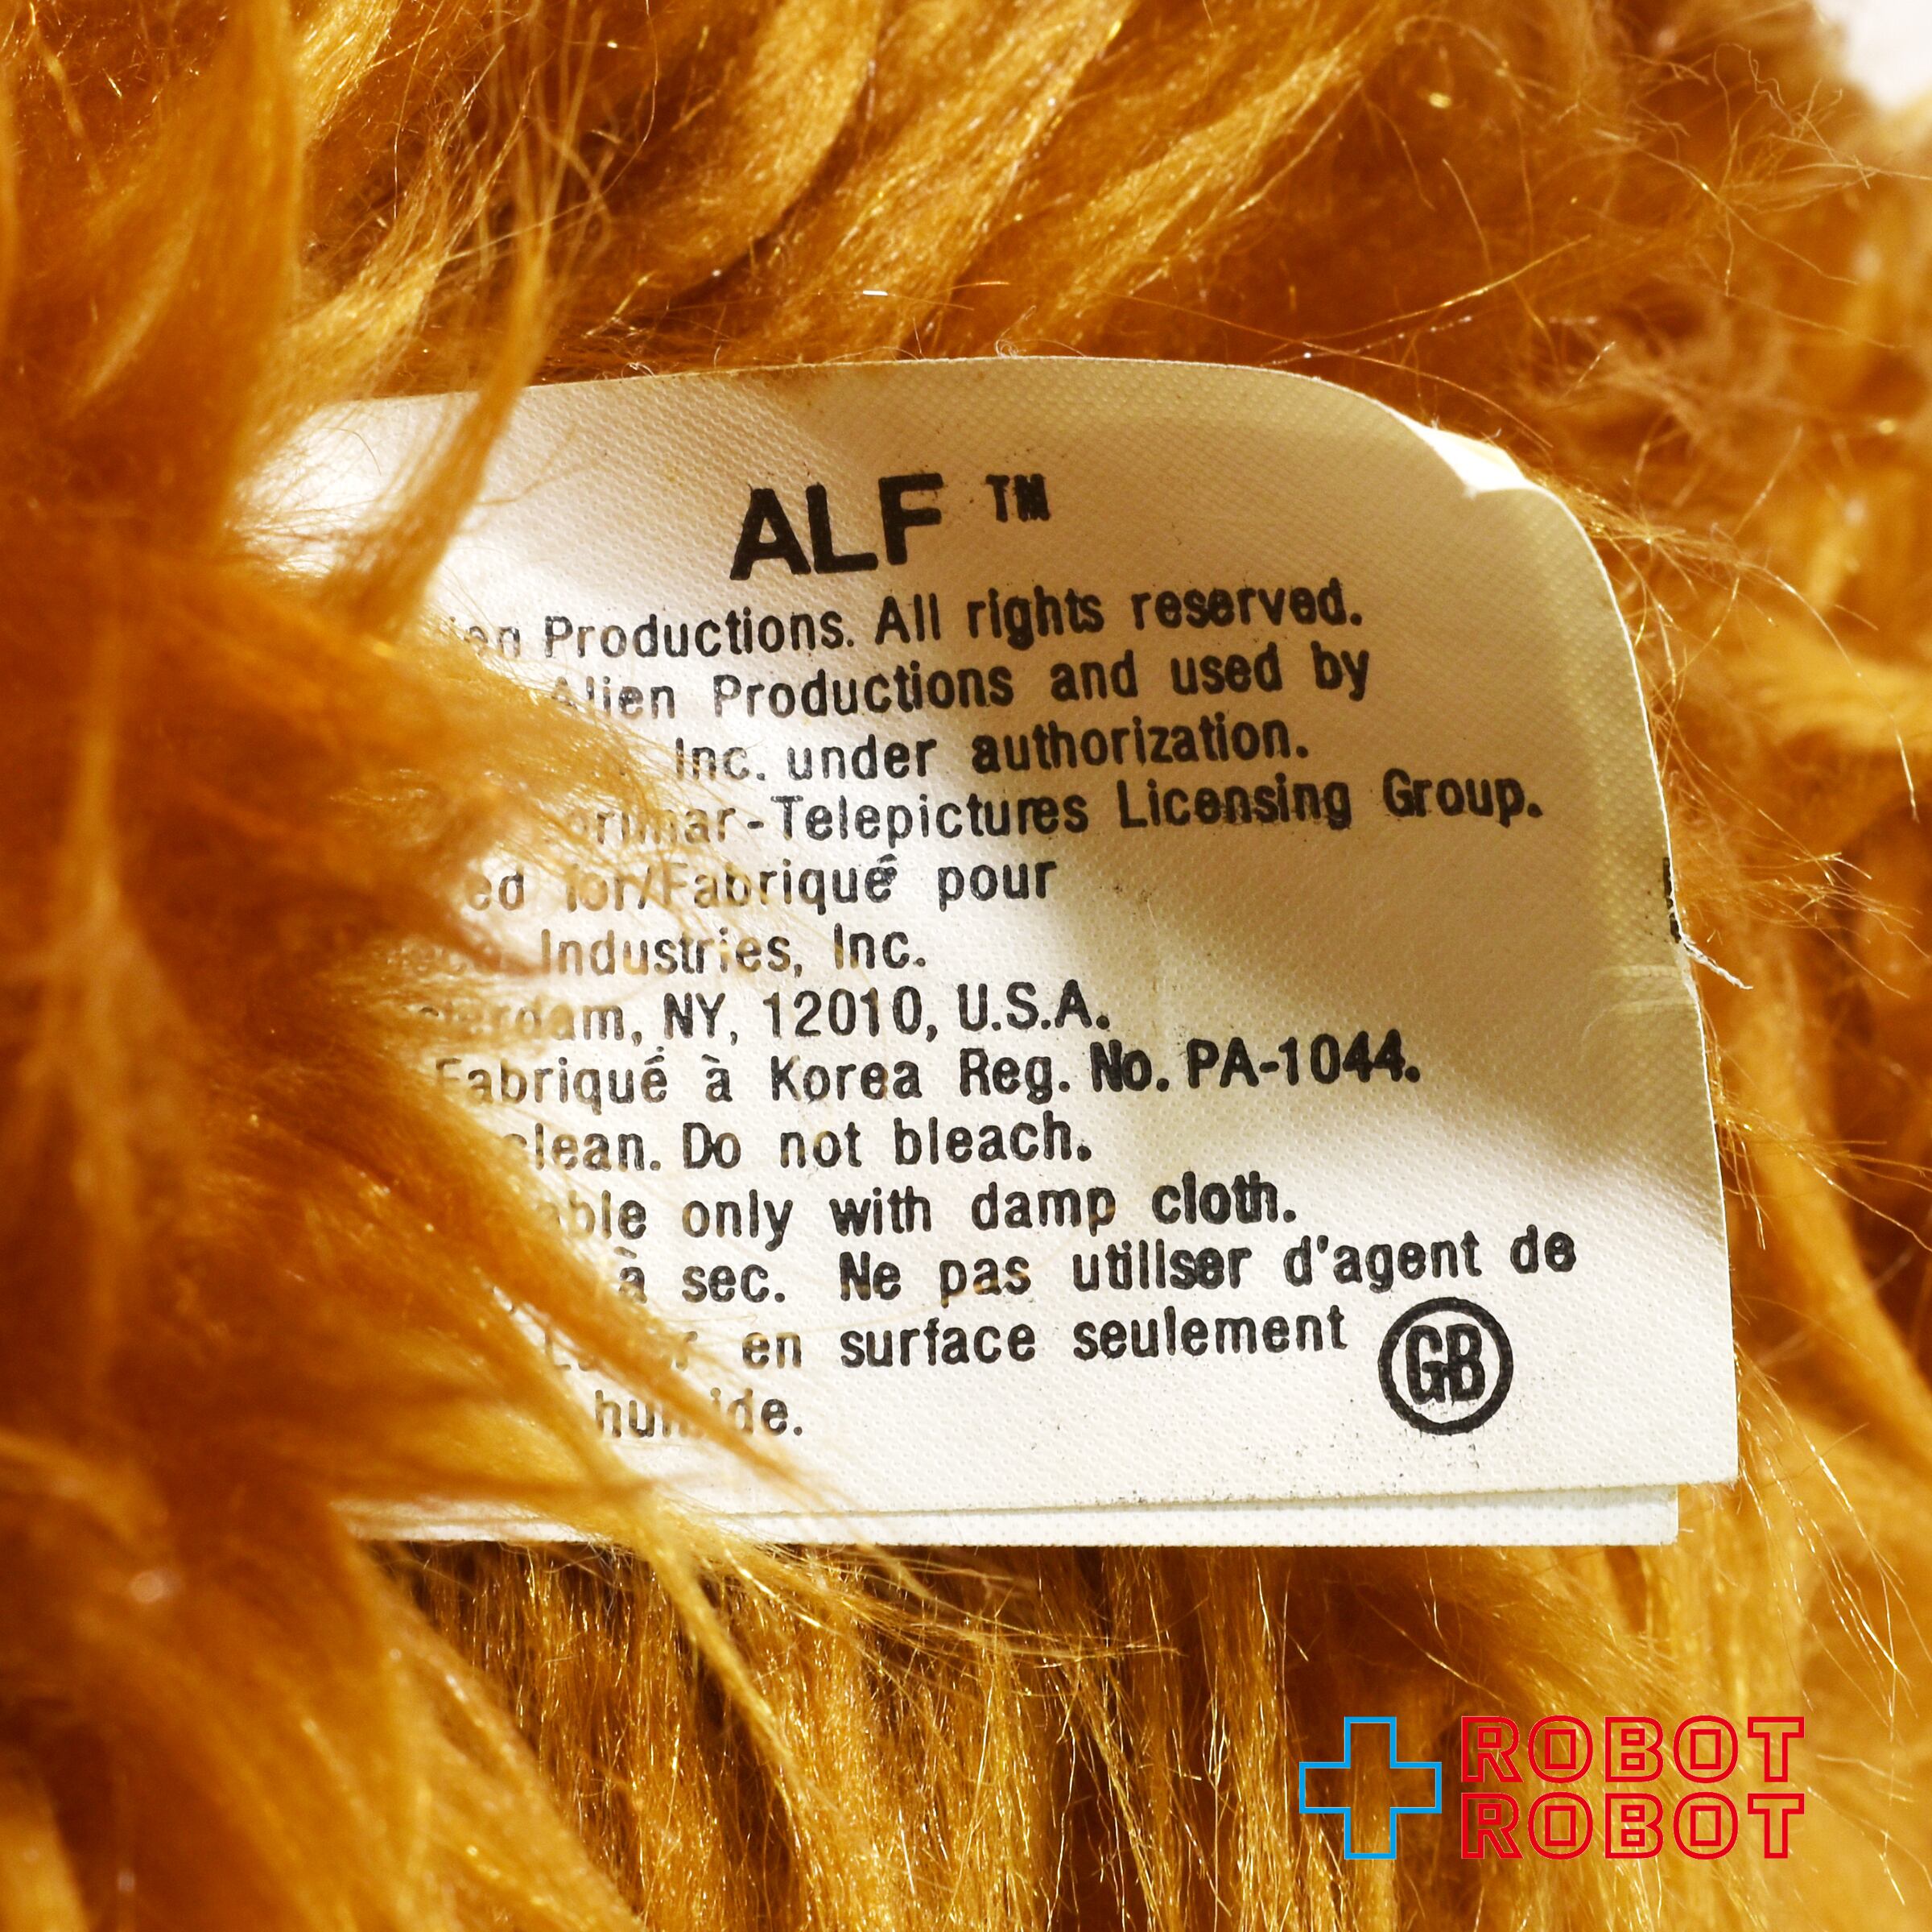 ALF ™
Productions. All rights reserved.
Alien Productions and used by
Inc. under authorization.
-Telepictures Licensing Group.
ed for/Fabriqué pour
Industries, Inc.
NY, 12010, U.S.A.
Fabriqué à Korea Reg. No. PA-1044.
clean. Do not bleach.
able only with damp cloth.
à sec. Ne pas utiliser d'agent de
en surface seulement
GB
ROBOT
ROBOT